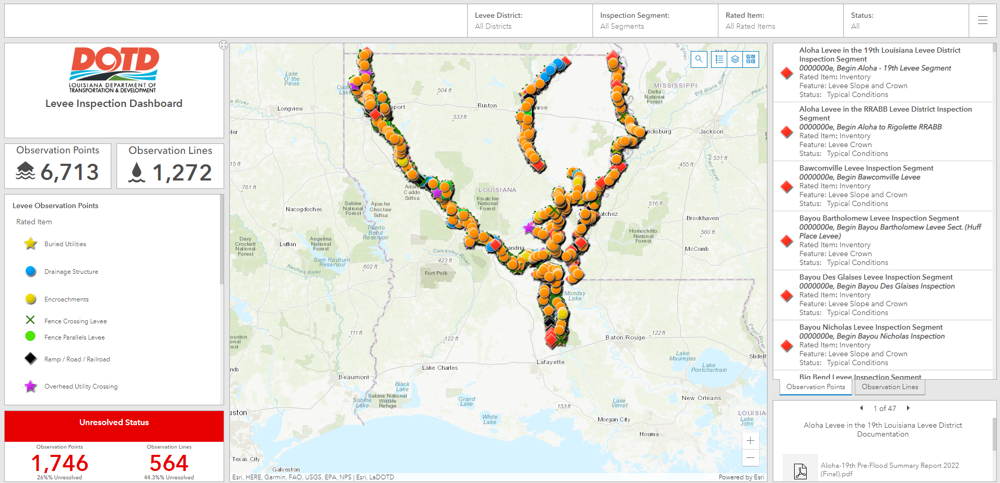 Levee District:
All Districts
Inspection Segment:
All Segments
Rated Item:
All Rated Items
Status:
All
DOTD
LOUISIANA DEPARTMENT OF
TRANSPORTATION & DEVELOPMENT
Levee Inspection Dashboard
Observation Points
6,713
Observation Lines
1,272
Levee Observation Points
Rated Item
Buried Utilities
Drainage Structure
Encroachments
Fence Crossing Levee
Fence Parallels Levee
Ramp / Road / Railroad
Overhead Utility Crossing
Unresolved Status
Observation Points
1,746
26%% Unresolved
Observation Lines
564
44.3%% Unresolved
Lake
O' the
Pines
Longview
504 ft
Ruston
533 ft
MISSISSIPPI
Delta
National
Forest
Big Black River
Jackson
Pearl River
531 ft
455 ft
15 ft
761 ft
LOUISIANA
Kisatchie
National
Forest
Caddo
Sdtsa
Sabine
National
Forest
Apache
Choctaw
Sdtsa
Nacogdoches
516 ft
Brookhaven
560 ft
Toledo
Bend
Reservoir
Homochitto
National
Forest
Davy
Crockett
National
Forest
Lufkin
Angelina
National
Forest
Sam Rayburn
Reservoir
Neches River
602 ft
Calcasieu River
423 ft
Fort Polk
McComb
Monday
Lake
111 ft
122 ft
Baton Rouge
122 ft
Lafayette
Lake
Maurepas
Lake
Pontchartrain
Slidell
Lake Charles
Beaumont
Black
Lake
Sabine National
Wildlife
Refuge
Sabine
Lake
Grand
Lake
White
Lake
153 ft
Lake
Verret
New Orleans
Morgan City
Houma
Texas City
Galveston
Esri, HERE, Garmin, FAO, USGS, EPA, NPS | Esri, LaDOTD
Powered by Esri
Aloha Levee in the 19th Louisiana Levee District
Inspection Segment
0000000e, Begin Aloha - 19th Levee Segment
Rated Item: Inventory
Feature: Levee Slope and Crown
Status: Typical Conditions
Aloha Levee in the RRABB Levee District Inspection
Segment
0000000e, Begin Aloha to Rigolette RRABB
Rated Item: Inventory
Feature: Levee Crown
Status: Typical Conditions
Bawcomville Levee Inspection Segment
0000000e, Begin Bawcomville Levee
Rated Item: Inventory
Feature: Levee Slope and Crown
Status: Typical Conditions
Bayou Bartholomew Levee Inspection Segment
0000000e, Begin Bayou Bartholomew Levee Sect. (Huff
Place Levee)
Rated Item: Inventory
Feature: Levee Crown
Status: Typical Conditions
Bayou Des Glaises Levee Inspection Segment
0000000e, Begin Bayou Des Glaises Inspection
Rated Item: Inventory
Feature: Levee Slope and Crown
Status: Typical Conditions
Bayou Nicholas Levee Inspection Segment
0000000e, Begin Bayou Nicholas Inspection
Rated Item: Inventory
Feature: Levee Slope and Crown
Status: Typical Conditions
Big Bend Levee Inspection Segment
Observation Points
Observation Lines
1 of 47
Aloha Levee in the 19th Louisiana Levee District
Documentation
Aloha-19th Pre-Flood Summary Report 2022
(Final).pdf